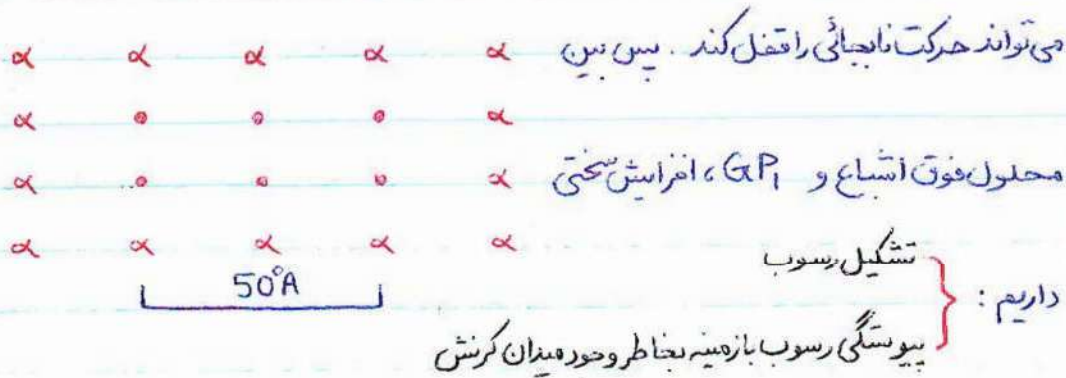 می‌تواند حرکت نابجائی را قفل کند . پس بین
α α α α α
α α
محلول فوق اشباع و GP₁ ، افزایش سختی
α α
α α α α α
50°A
داریم :
تشکیل رسوب
پیوستگی رسوب با زمینه بخاطر وجود میدان کرنش